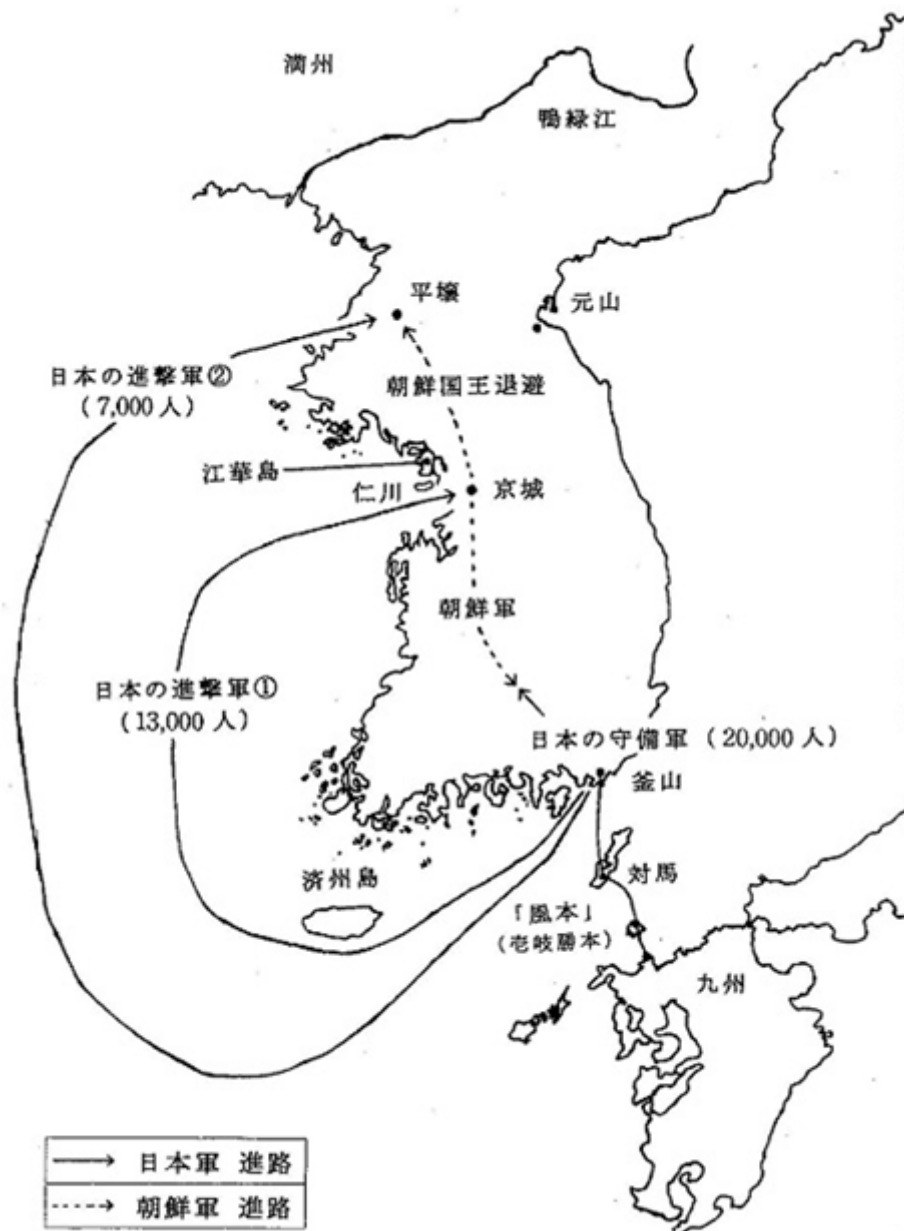 満州
鴨緑江
平壌
元山
日本の進撃軍②
(7,000人)
朝鮮国王退避
江華島
仁川
京城
朝鮮軍
日本の進撃軍①
(13,000人)
日本の守備軍 (20,000人)
釜山
済州島
対馬
「風本」
(壱岐勝本)
九州
日本軍 進路
朝鮮軍 進路